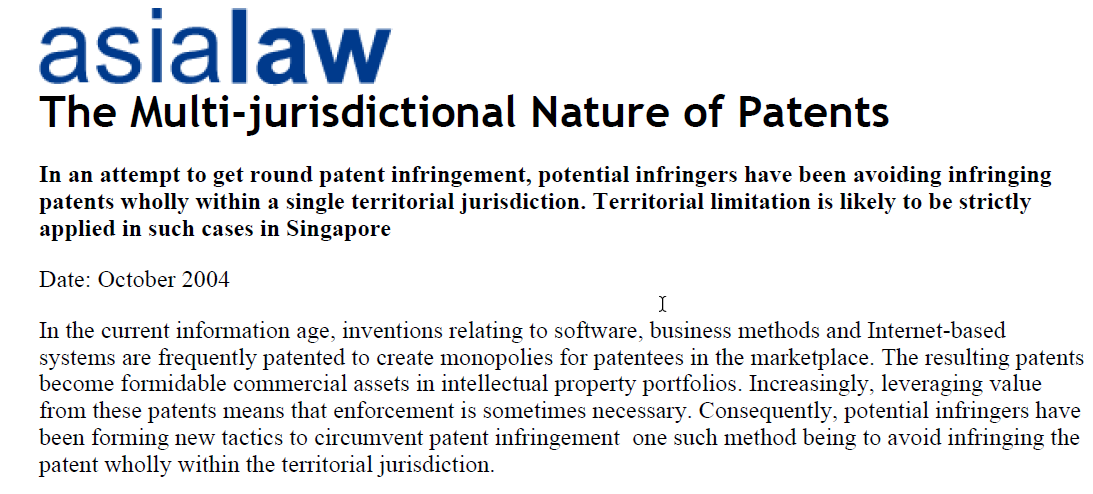 asialaw
The Multi-jurisdictional Nature of Patents
In an attempt to get round patent infringement, potential infringers have been avoiding infringing
patents wholly within a single territorial jurisdiction. Territorial limitation is likely to be strictly
applied in such cases in Singapore
Date: October 2004
In the current information age, inventions relating to software, business methods and Internet-based
systems are frequently patented to create monopolies for patentees in the marketplace. The resulting patents
become formidable commercial assets in intellectual property portfolios. Increasingly, leveraging value
from these patents means that enforcement is sometimes necessary. Consequently, potential infringers have
been forming new tactics to circumvent patent infringement  one such method being to avoid infringing the
patent wholly within the territorial jurisdiction.